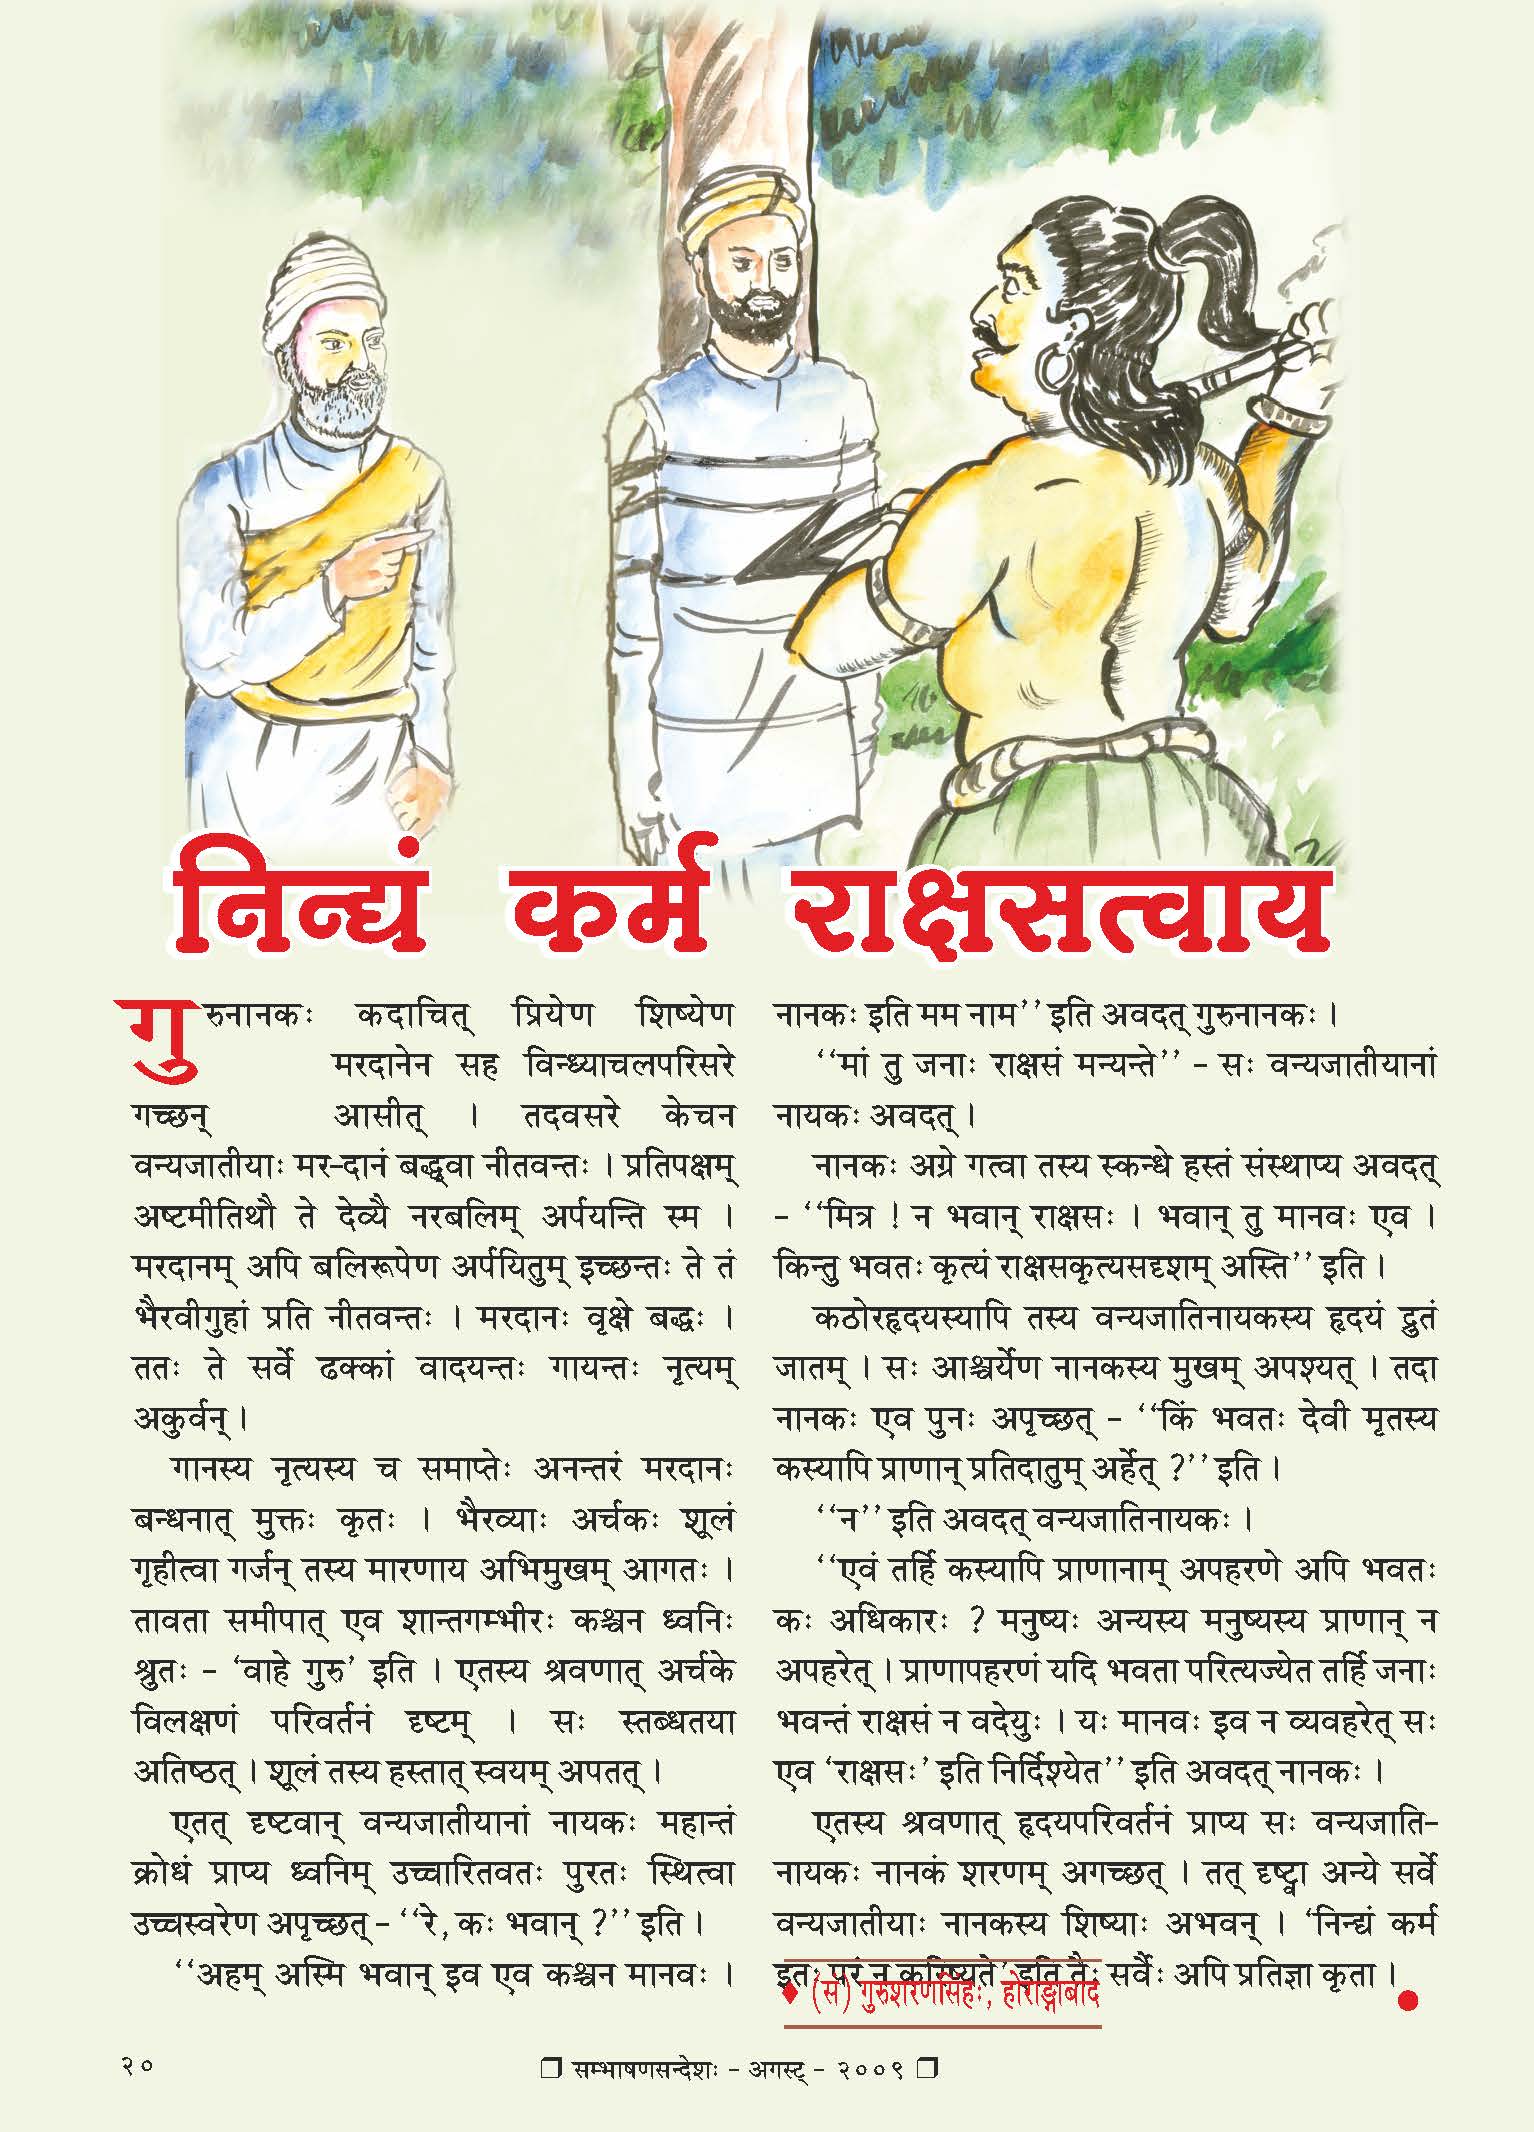 निन्द्यं कर्म राक्षसत्वाय
गुरुनानकः कदाचित् प्रियेण शिष्येण
मरदानेन सह विन्ध्याचलपरिसरे
गच्छन् आसीत् । तदवसरे केचन
वन्यजातीयाः मर-दानं बद्ध्वा नीतवन्तः । प्रतिपक्षम्
अष्टमीतिथौ ते देव्यै नरबलिम् अर्पयन्ति स्म ।
मरदानम् अपि बलिरूपेण अर्पयितुम् इच्छन्तः ते तं
भैरवीगुहां प्रति नीतवन्तः । मरदानः वृक्षे बद्धः ।
ततः ते सर्वे ढक्कां वादयन्तः गायन्तः नृत्यम्
अकुर्वन् ।
गानस्य नृत्यस्य च समाप्तेः अनन्तरं मरदानः
बन्धनात् मुक्तः कृतः । भैरव्याः अर्चकः शूलं
गृहीत्वा गर्जन् तस्य मारणाय अभिमुखम् आगतः ।
तावता समीपात् एव शान्तगम्भीरः कश्चन ध्वनिः
श्रुतः - ‘वाहे गुरु’ इति । एतस्य श्रवणात् अर्चके
विलक्षणं परिवर्तनं दृष्टम् । सः स्तब्धतया
अतिष्ठत् । शूलं तस्य हस्तात् स्वयम् अपतत् ।
एतत् दृष्टवान् वन्यजातीयानां नायकः महान्तं
क्रोधं प्राप्य ध्वनिम् उच्चारितवतः पुरतः स्थित्वा
उच्चस्वरेण अपृच्छत् - ‘‘रे, कः भवान् ?’’ इति ।
‘‘अहम् अस्मि भवान् इव एव कश्चन मानवः ।
नानकः इति मम नाम’’ इति अवदत् गुरुनानकः ।
‘‘मां तु जनाः राक्षसं मन्यन्ते’’ - सः वन्यजातीयानां
नायकः अवदत् ।
नानकः अग्रे गत्वा तस्य स्कन्धे हस्तं संस्थाप्य अवदत्
- ‘‘मित्र ! न भवान् राक्षसः । भवान् तु मानवः एव ।
किन्तु भवतः कृत्यं राक्षसकृत्यसदृशम् अस्ति’’ इति ।
कठोरहृदयस्यापि तस्य वन्यजातिनायकस्य हृदयं द्रुतं
जातम् । सः आश्चर्येण नानकस्य मुखम् अपश्यत् । तदा
नानकः एव पुनः अपृच्छत् - ‘‘किं भवतः देवी मृतस्य
कस्यापि प्राणान् प्रतिदातुम् अर्हेत् ?’’ इति ।
‘‘न’’ इति अवदत् वन्यजातिनायकः ।
‘‘एवं तर्हि कस्यापि प्राणानाम् अपहरणे अपि भवतः
कः अधिकारः ? मनुष्यः अन्यस्य मनुष्यस्य प्राणान् न
अपहरेत् । प्राणापहरणं यदि भवता परित्यज्येत तर्हि जनाः
भवन्तं राक्षसं न वदेयुः । यः मानवः इव न व्यवहरेत् सः
एव ‘राक्षसः’ इति निर्दिश्येत’’ इति अवदत् नानकः ।
एतस्य श्रवणात् हृदयपरिवर्तनं प्राप्य सः वन्यजाति-
नायकः नानकं शरणम् अगच्छत् । तत् दृष्ट्वा अन्ये सर्वे
वन्यजातीयाः नानकस्य शिष्याः अभवन् । ‘निन्द्यं कर्म
इतः परं न करिष्यते’ इति तैः सर्वैः अपि प्रतिज्ञा कृता ।
♦ (सं) गुरुशरणसिंहः, होराङ्गाबाद
२०
❐ सम्भाषणसन्देशः - अगस्ट् - २००९ ❐